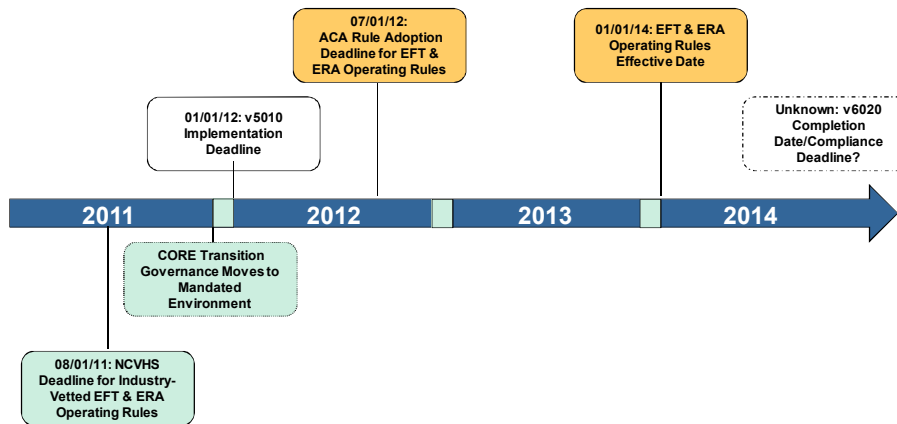 07/01/12:
ACA Rule Adoption
Deadline for EFT &
ERA Operating Rules
01/01/14: EFT & ERA
Operating Rules
Effective Date
01/01/12: v5010
Implementation
Deadline
Unknown: v6020
Completion
Date/Compliance
Deadline?
2011
2012
2013
2014
CORE Transition
Governance Moves to
Mandated
Environment
08/01/11: NCVHS
Deadline for Industry-
Vetted EFT & ERA
Operating Rules